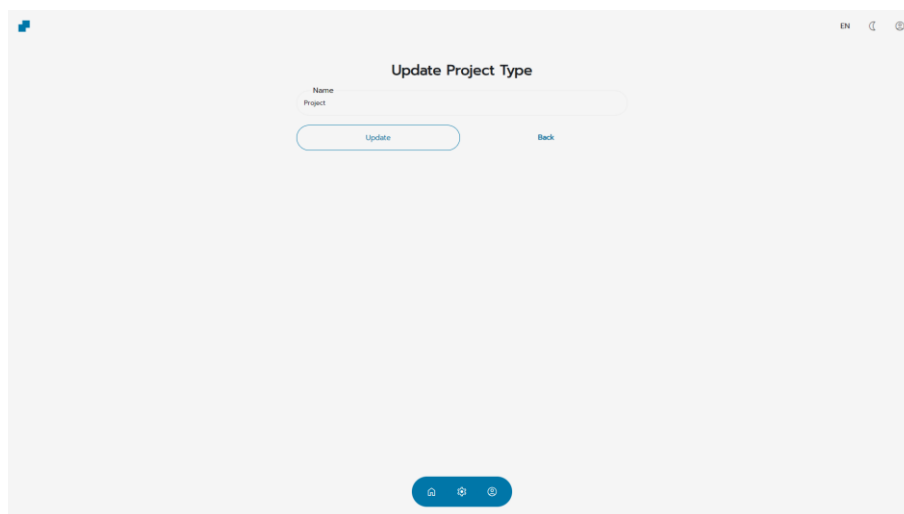 EN
Update Project Type
Name
Project
Update Back